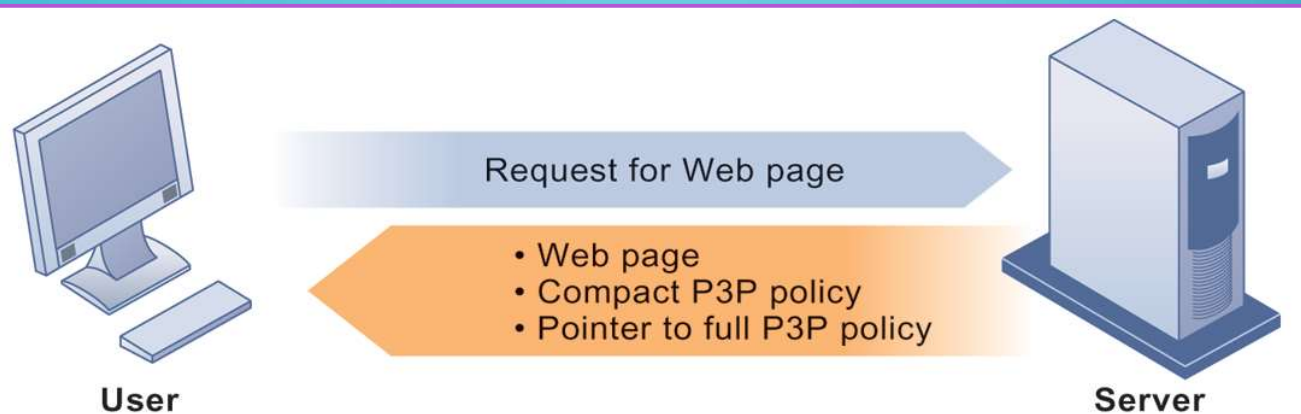 Request for Web page
• Web page
• Compact P3P policy
• Pointer to full P3P policy
User
Server